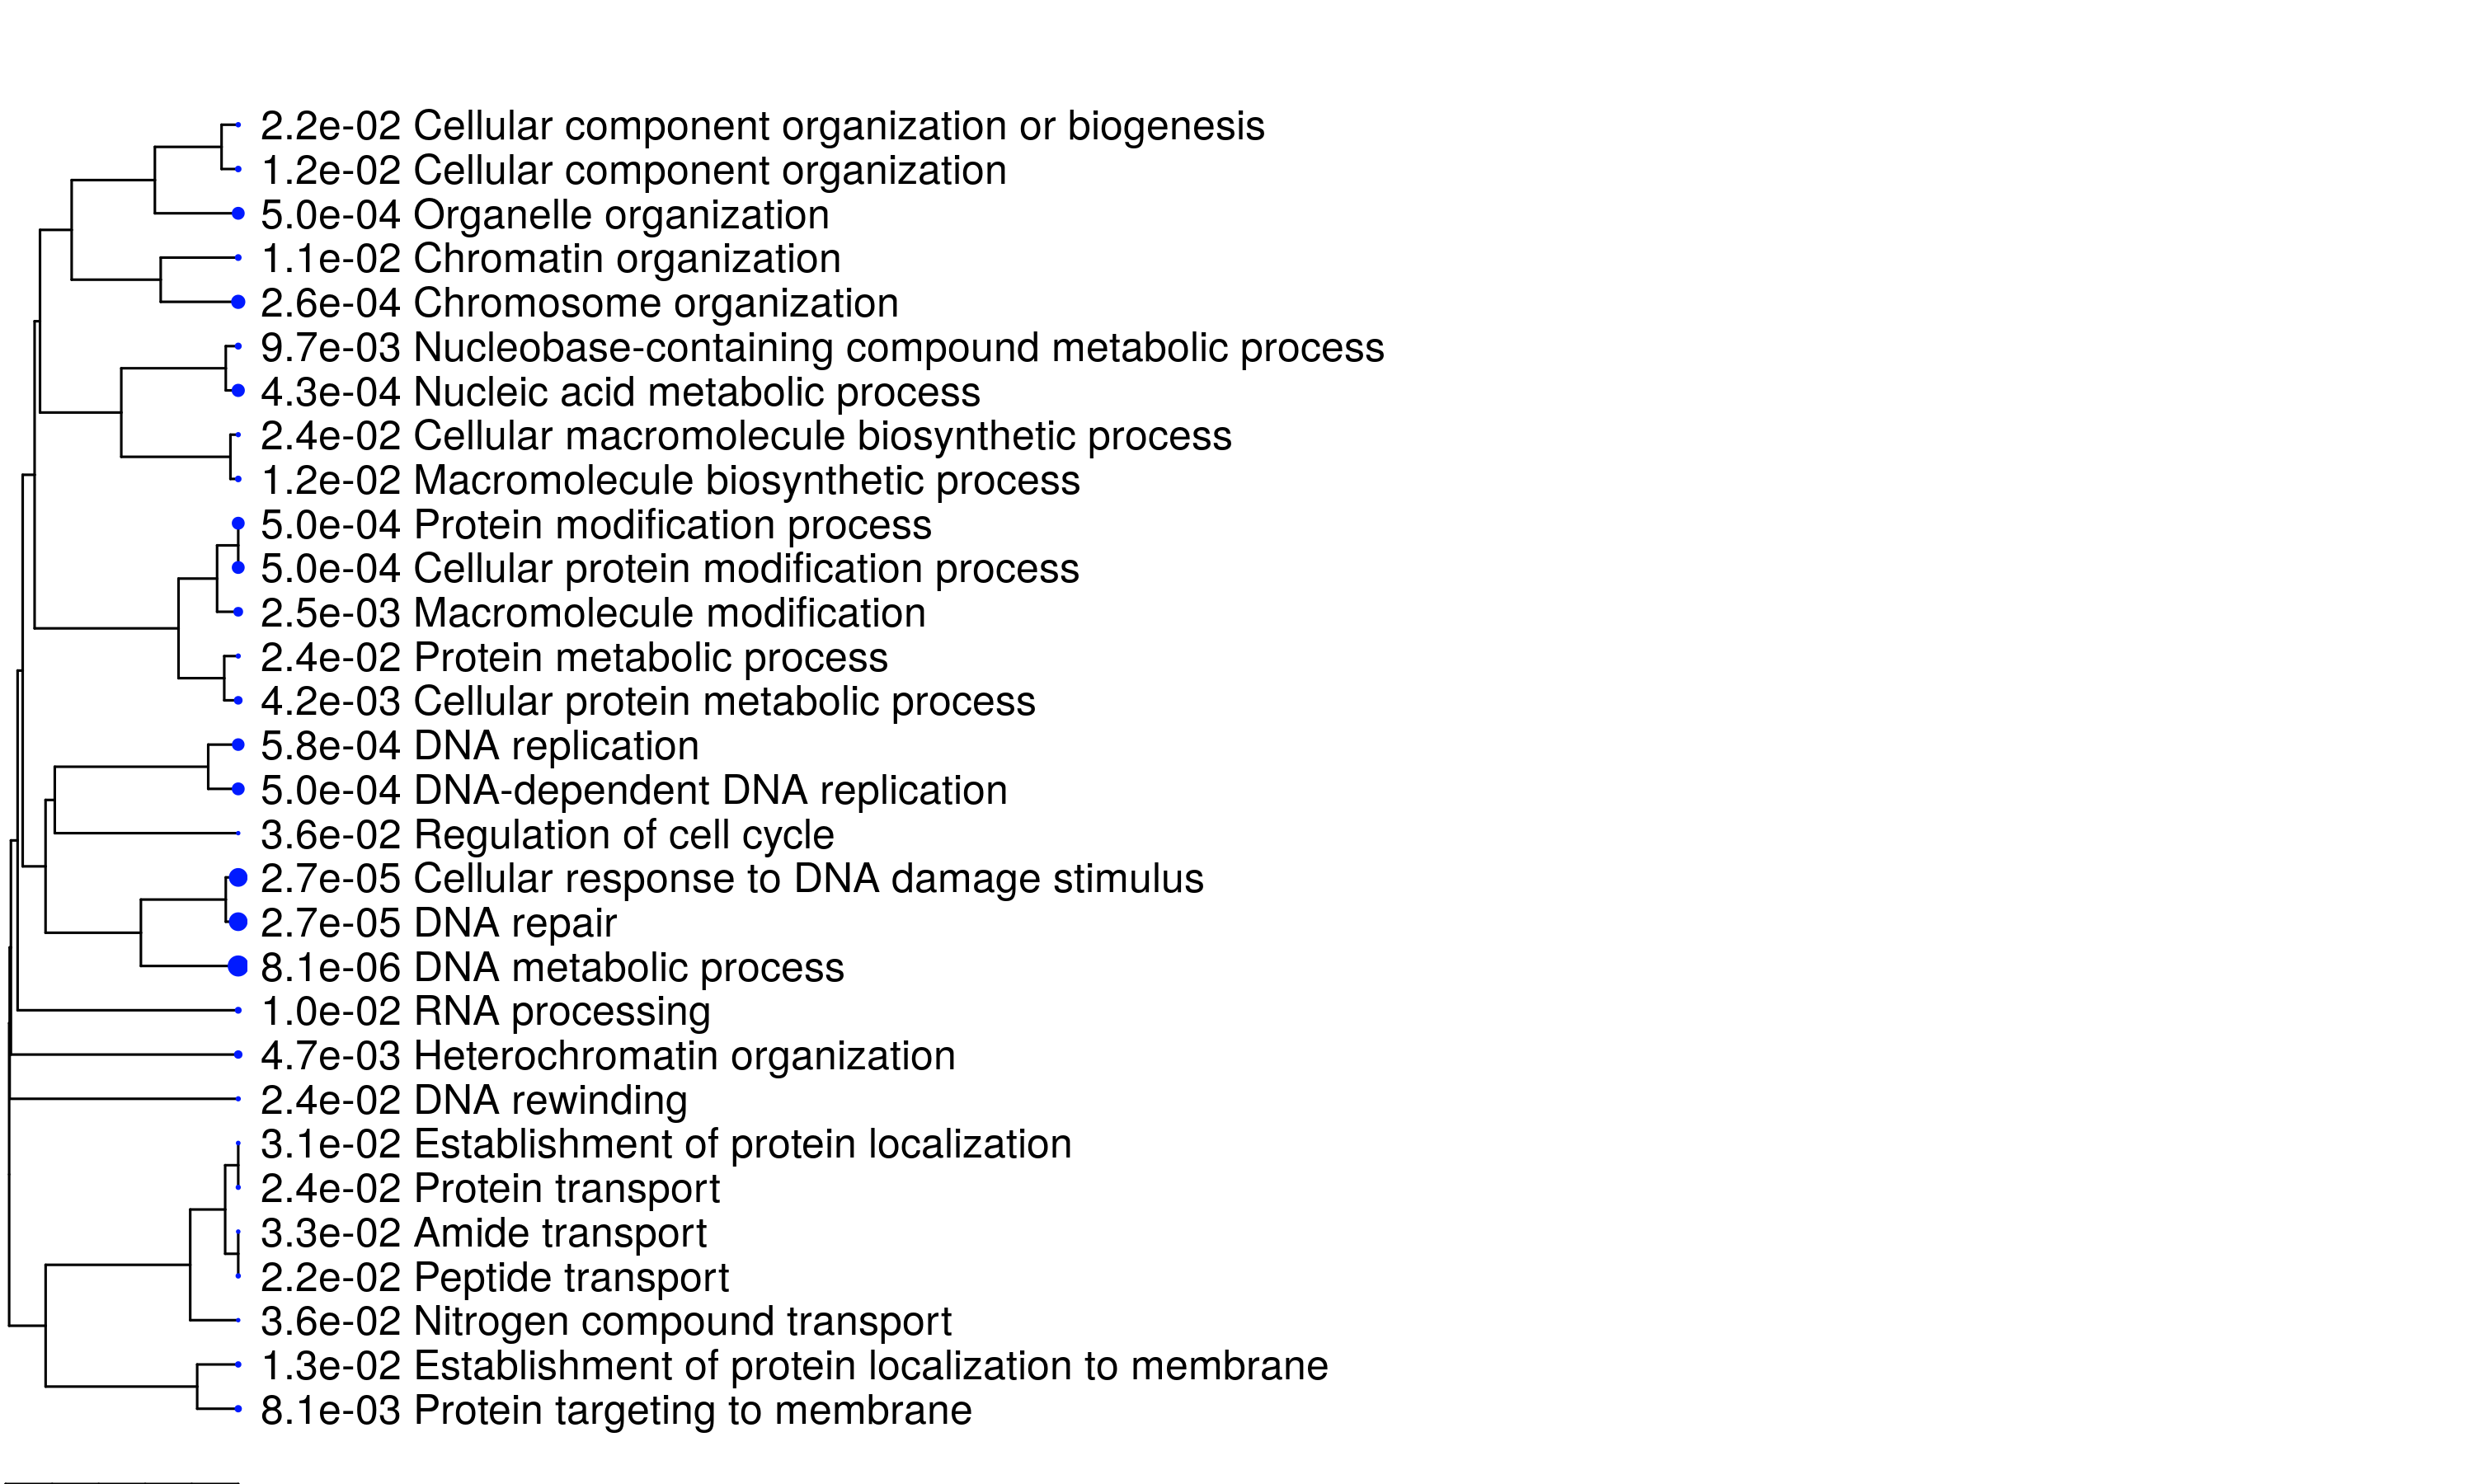 2.2e-02 Cellular component organization or biogenesis
1.2e-02 Cellular component organization
5.0e-04 Organelle organization
1.1e-02 Chromatin organization
2.6e-04 Chromosome organization
9.7e-03 Nucleobase-containing compound metabolic process
4.3e-04 Nucleic acid metabolic process
2.4e-02 Cellular macromolecule biosynthetic process
1.2e-02 Macromolecule biosynthetic process
5.0e-04 Protein modification process
5.0e-04 Cellular protein modification process
2.5e-03 Macromolecule modification
2.4e-02 Protein metabolic process
4.2e-03 Cellular protein metabolic process
5.8e-04 DNA replication
5.0e-04 DNA-dependent DNA replication
3.6e-02 Regulation of cell cycle
2.7e-05 Cellular response to DNA damage stimulus
2.7e-05 DNA repair
8.1e-06 DNA metabolic process
1.0e-02 RNA processing
4.7e-03 Heterochromatin organization
2.4e-02 DNA rewinding
3.1e-02 Establishment of protein localization
2.4e-02 Protein transport
3.3e-02 Amide transport
2.2e-02 Peptide transport
3.6e-02 Nitrogen compound transport
1.3e-02 Establishment of protein localization to membrane
8.1e-03 Protein targeting to membrane